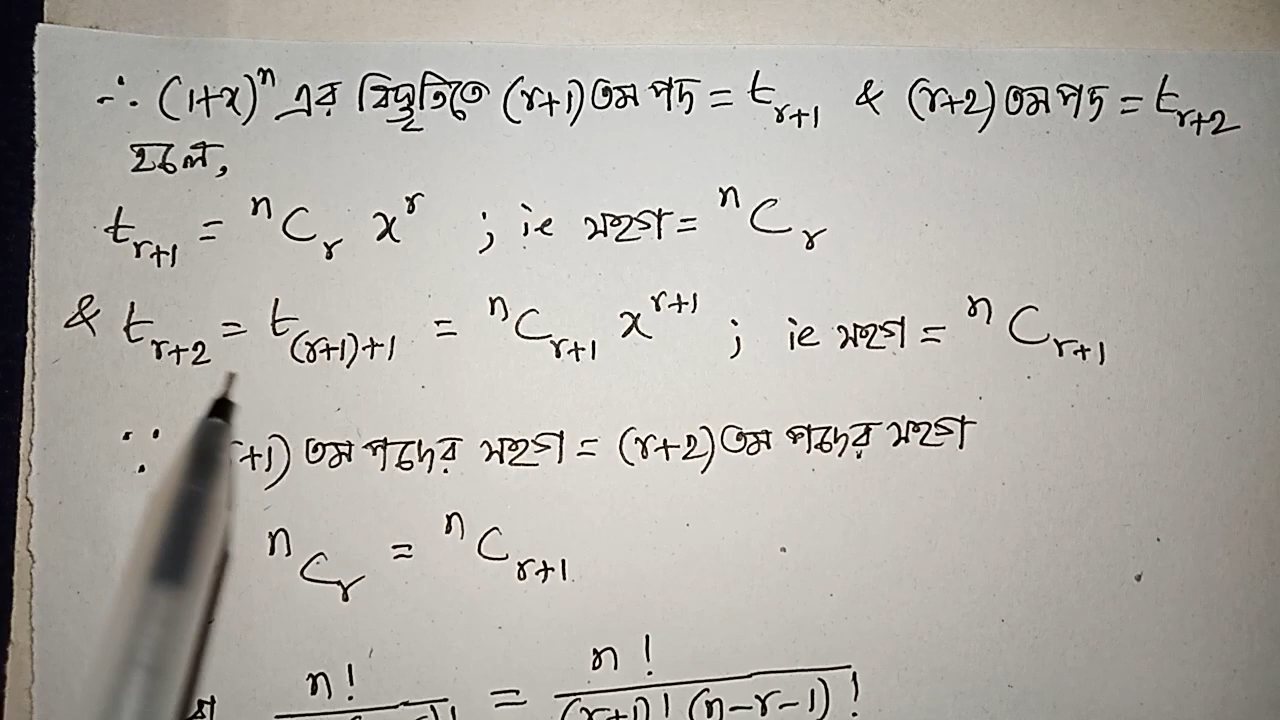 ∴ (1+x)ⁿ এর বিস্তৃতিতে (r+1) তম পদ = t_{r+1} & (r+2) তম পদ = t_{r+2}
হলে,
t_{r+1} = ⁿC_r x^r ; ie সহগ = ⁿC_r
& t_{r+2} = t_{(r+1)+1} = ⁿC_{r+1} x^{r+1} ; ie সহগ = ⁿC_{r+1}
∵ +1) তম পদের সহগ = (r+2) তম পদের সহগ
ⁿC_r = ⁿC_{r+1}
n! = n! / (r+1)! (n-r-1)!